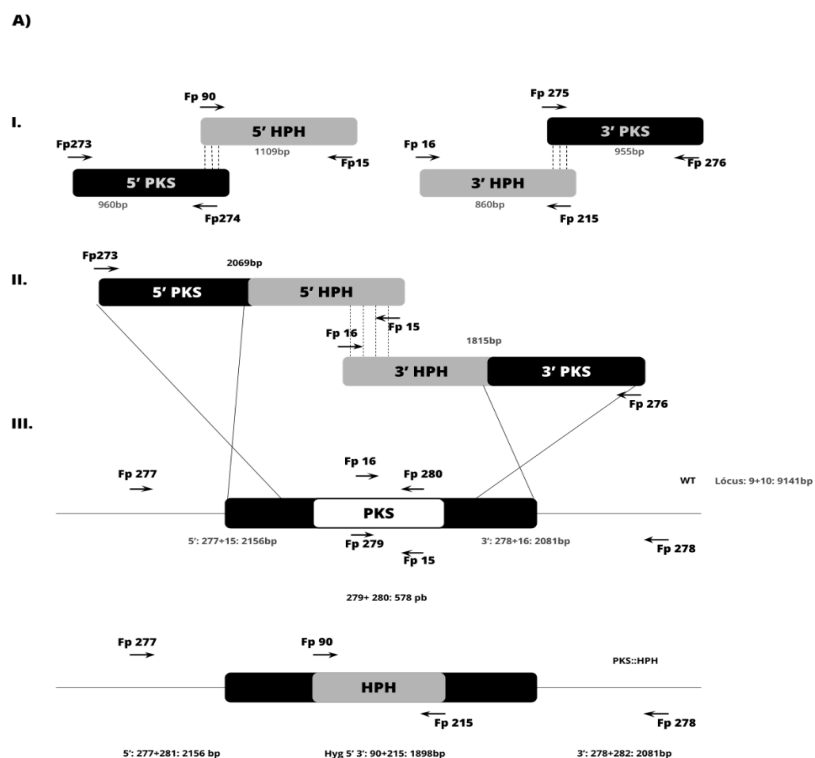 A)
Fp 90
Fp 275
I.
5’ HPH
3’ PKS
Fp273
Fp 16
1109bp
Fp15
955bp
Fp 276
5’ PKS
3’ HPH
960bp
Fp274
860bp
Fp 215
Fp273
2069bp
II.
5’ PKS
5’ HPH
Fp 15
Fp 16
1815bp
3’ HPH
3’ PKS
Fp 276
III.
Fp 277
Fp 16
Fp 280
WT
Lócus: 9+10: 9141bp
PKS
5’: 277+15: 2156bp
Fp 279
3’: 278+16: 2081bp
Fp 278
Fp 15
279+ 280: 578 pb
Fp 277
Fp 90
PKS::HPH
HPH
Fp 215
Fp 278
5’: 277+281: 2156 bp
Hyg 5’ 3’: 90+215: 1898bp
3’: 278+282: 2081bp